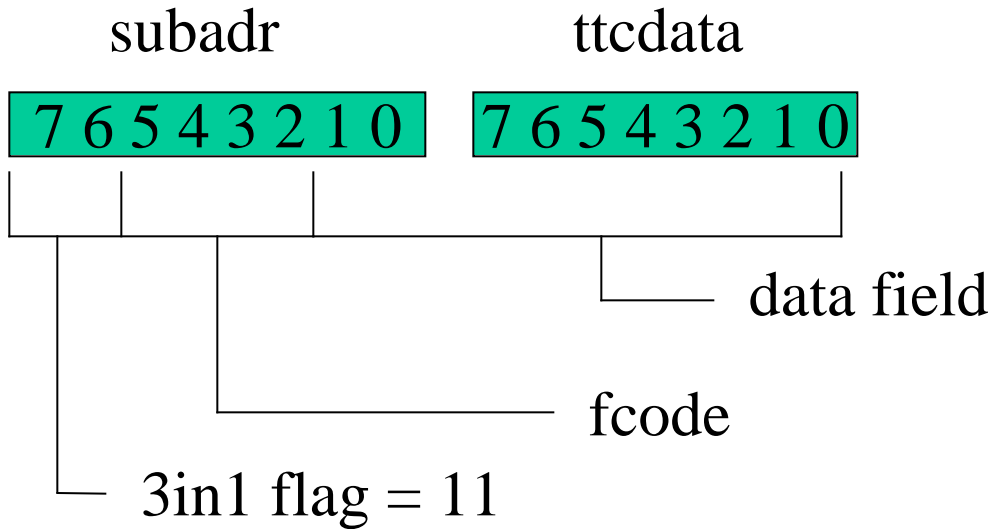 subadr ttcdata
7 6 5 4 3 2 1 0 7 6 5 4 3 2 1 0
data field
fcode
3in1 flag = 11